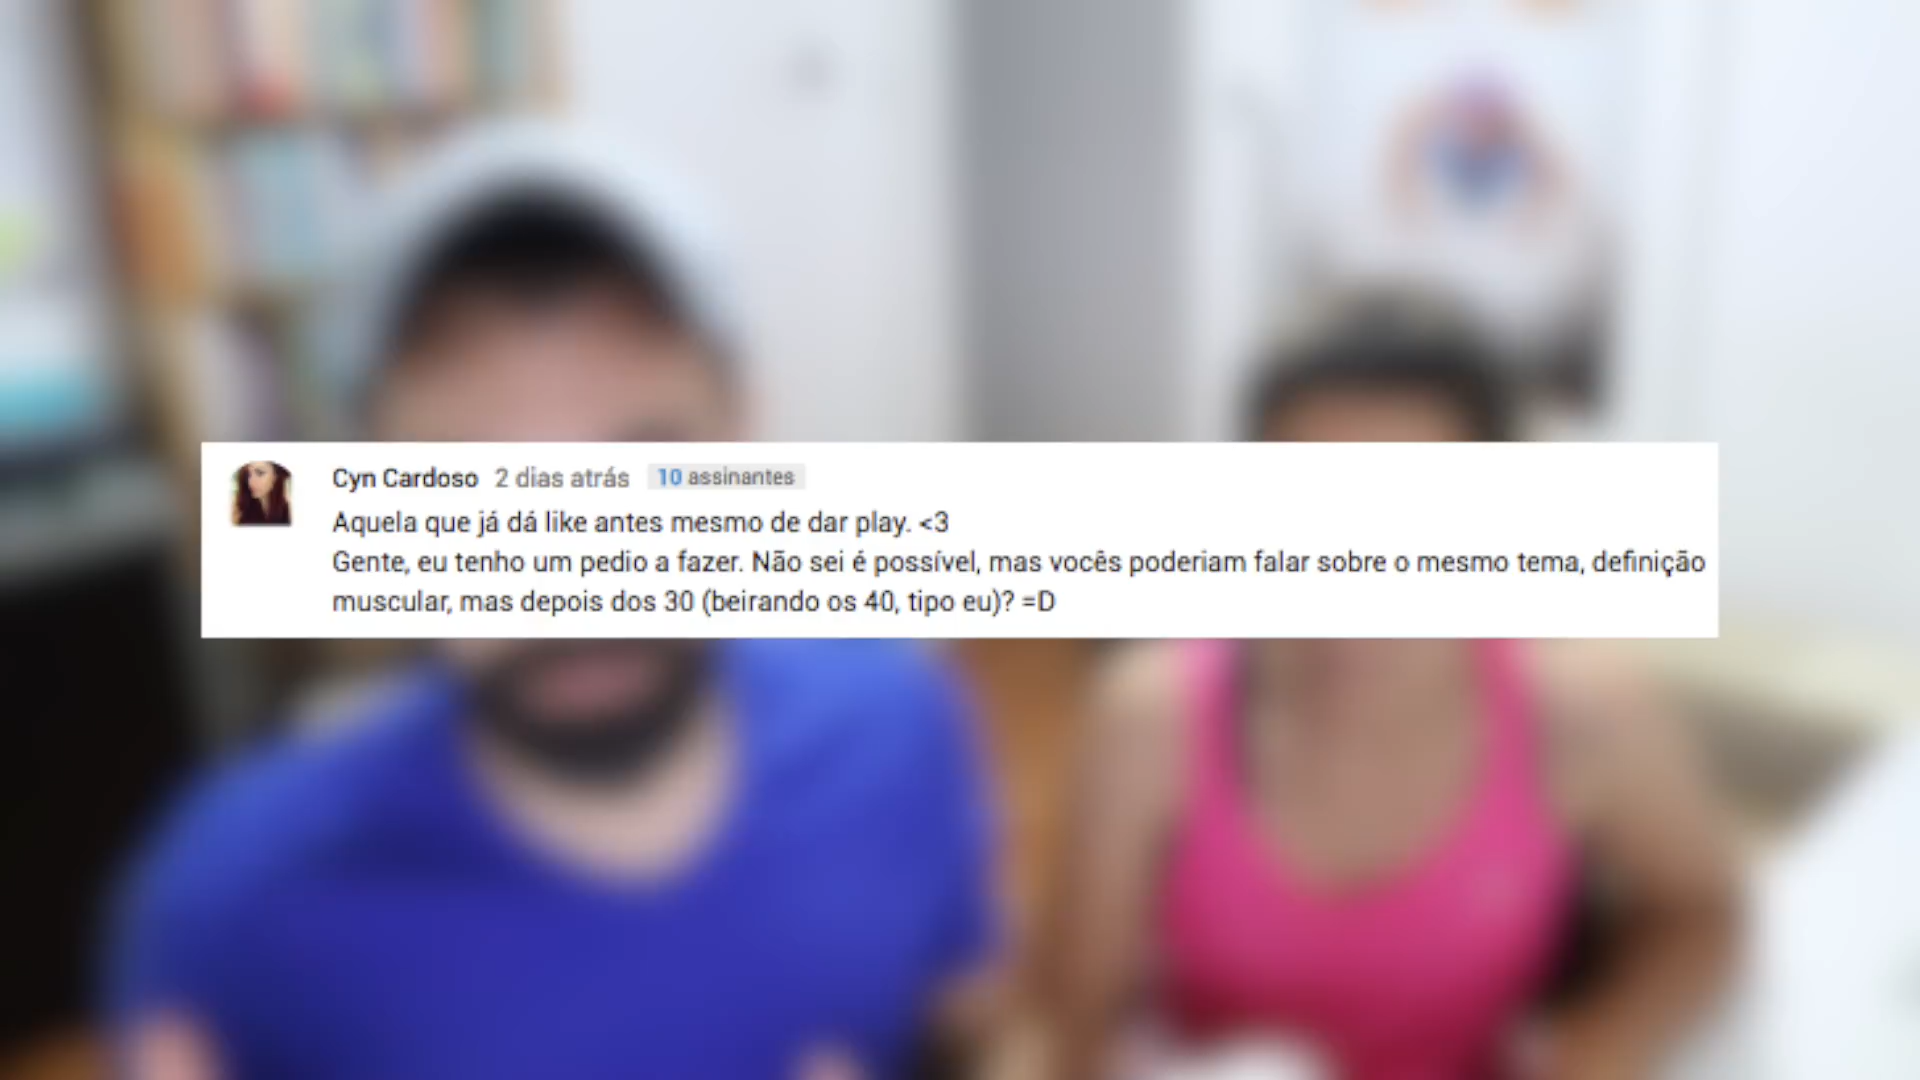 Cyn Cardoso 2 dias atrás 10 assinantes
Aquela que já dá like antes mesmo de dar play. <3
Gente, eu tenho um pedio a fazer. Não sei é possível, mas vocês poderiam falar sobre o mesmo tema, definição
muscular, mas depois dos 30 (beirando os 40, tipo eu)? =D